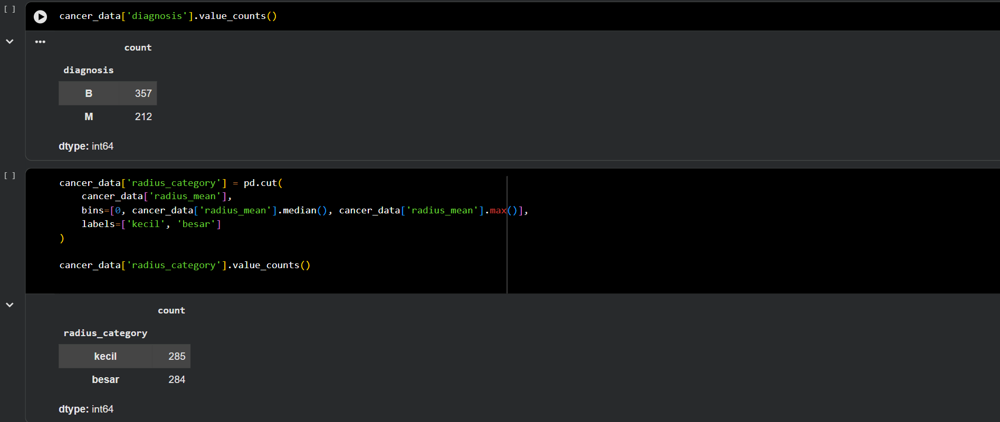 [ ]
cancer_data['diagnosis'].value_counts()
count
diagnosis
B 357
M 212
dtype: int64
[ ]
cancer_data['radius_category'] = pd.cut(
    cancer_data['radius_mean'],
    bins=[0, cancer_data['radius_mean'].median(), cancer_data['radius_mean'].max()],
    labels=['kecil', 'besar']
)
cancer_data['radius_category'].value_counts()
count
radius_category
kecil 285
besar 284
dtype: int64